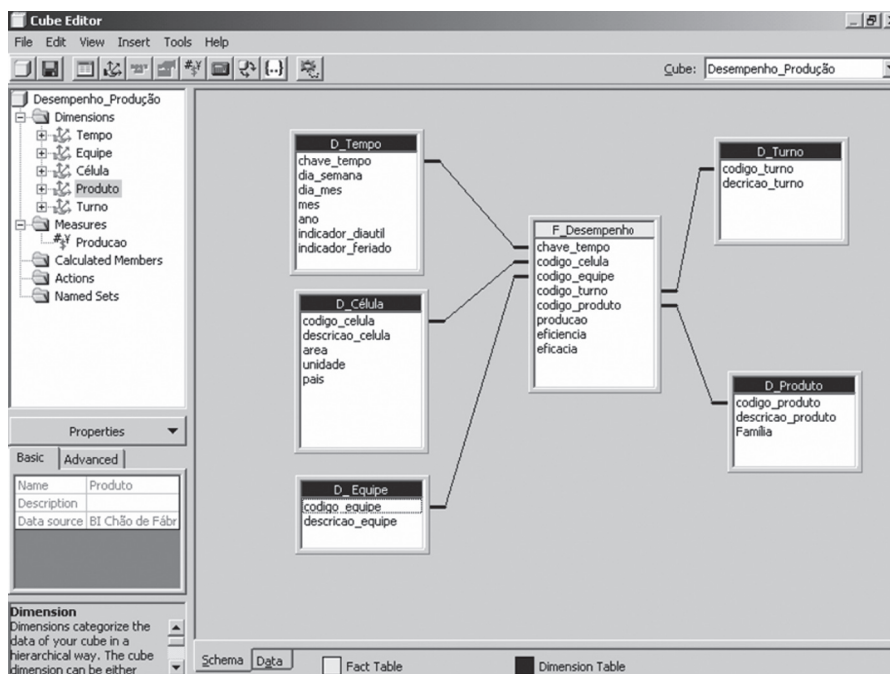 Cube Editor
File Edit View Insert Tools Help
Cube: Desempenho_Produção
Desempenho_Produção
Dimensions
Tempo
Equipe
Célula
Produto
Turno
Measures
Producao
Calculated Members
Actions
Named Sets
Properties
Basic Advanced
Name Produto
Description
Data source BI Chão de Fábr
Dimension
Dimensions categorize the
data of your cube in a
hierarchical way. The cube
dimension can be either
D_Tempo
chave_tempo
dia_semana
dia_mes
mes
ano
indicador_diautil
indicador_feriado
D_Célula
codigo_celula
descricao_celula
area
unidade
pais
D_Equipe
codigo_equipe
descricao_equipe
F_Desempenho
chave_tempo
codigo_celula
codigo_equipe
codigo_turno
codigo_produto
producao
eficiencia
eficacia
D_Turno
codigo_turno
decricao_turno
D_Produto
codigo_produto
descricao_produto
Família
Schema Data Fact Table Dimension Table